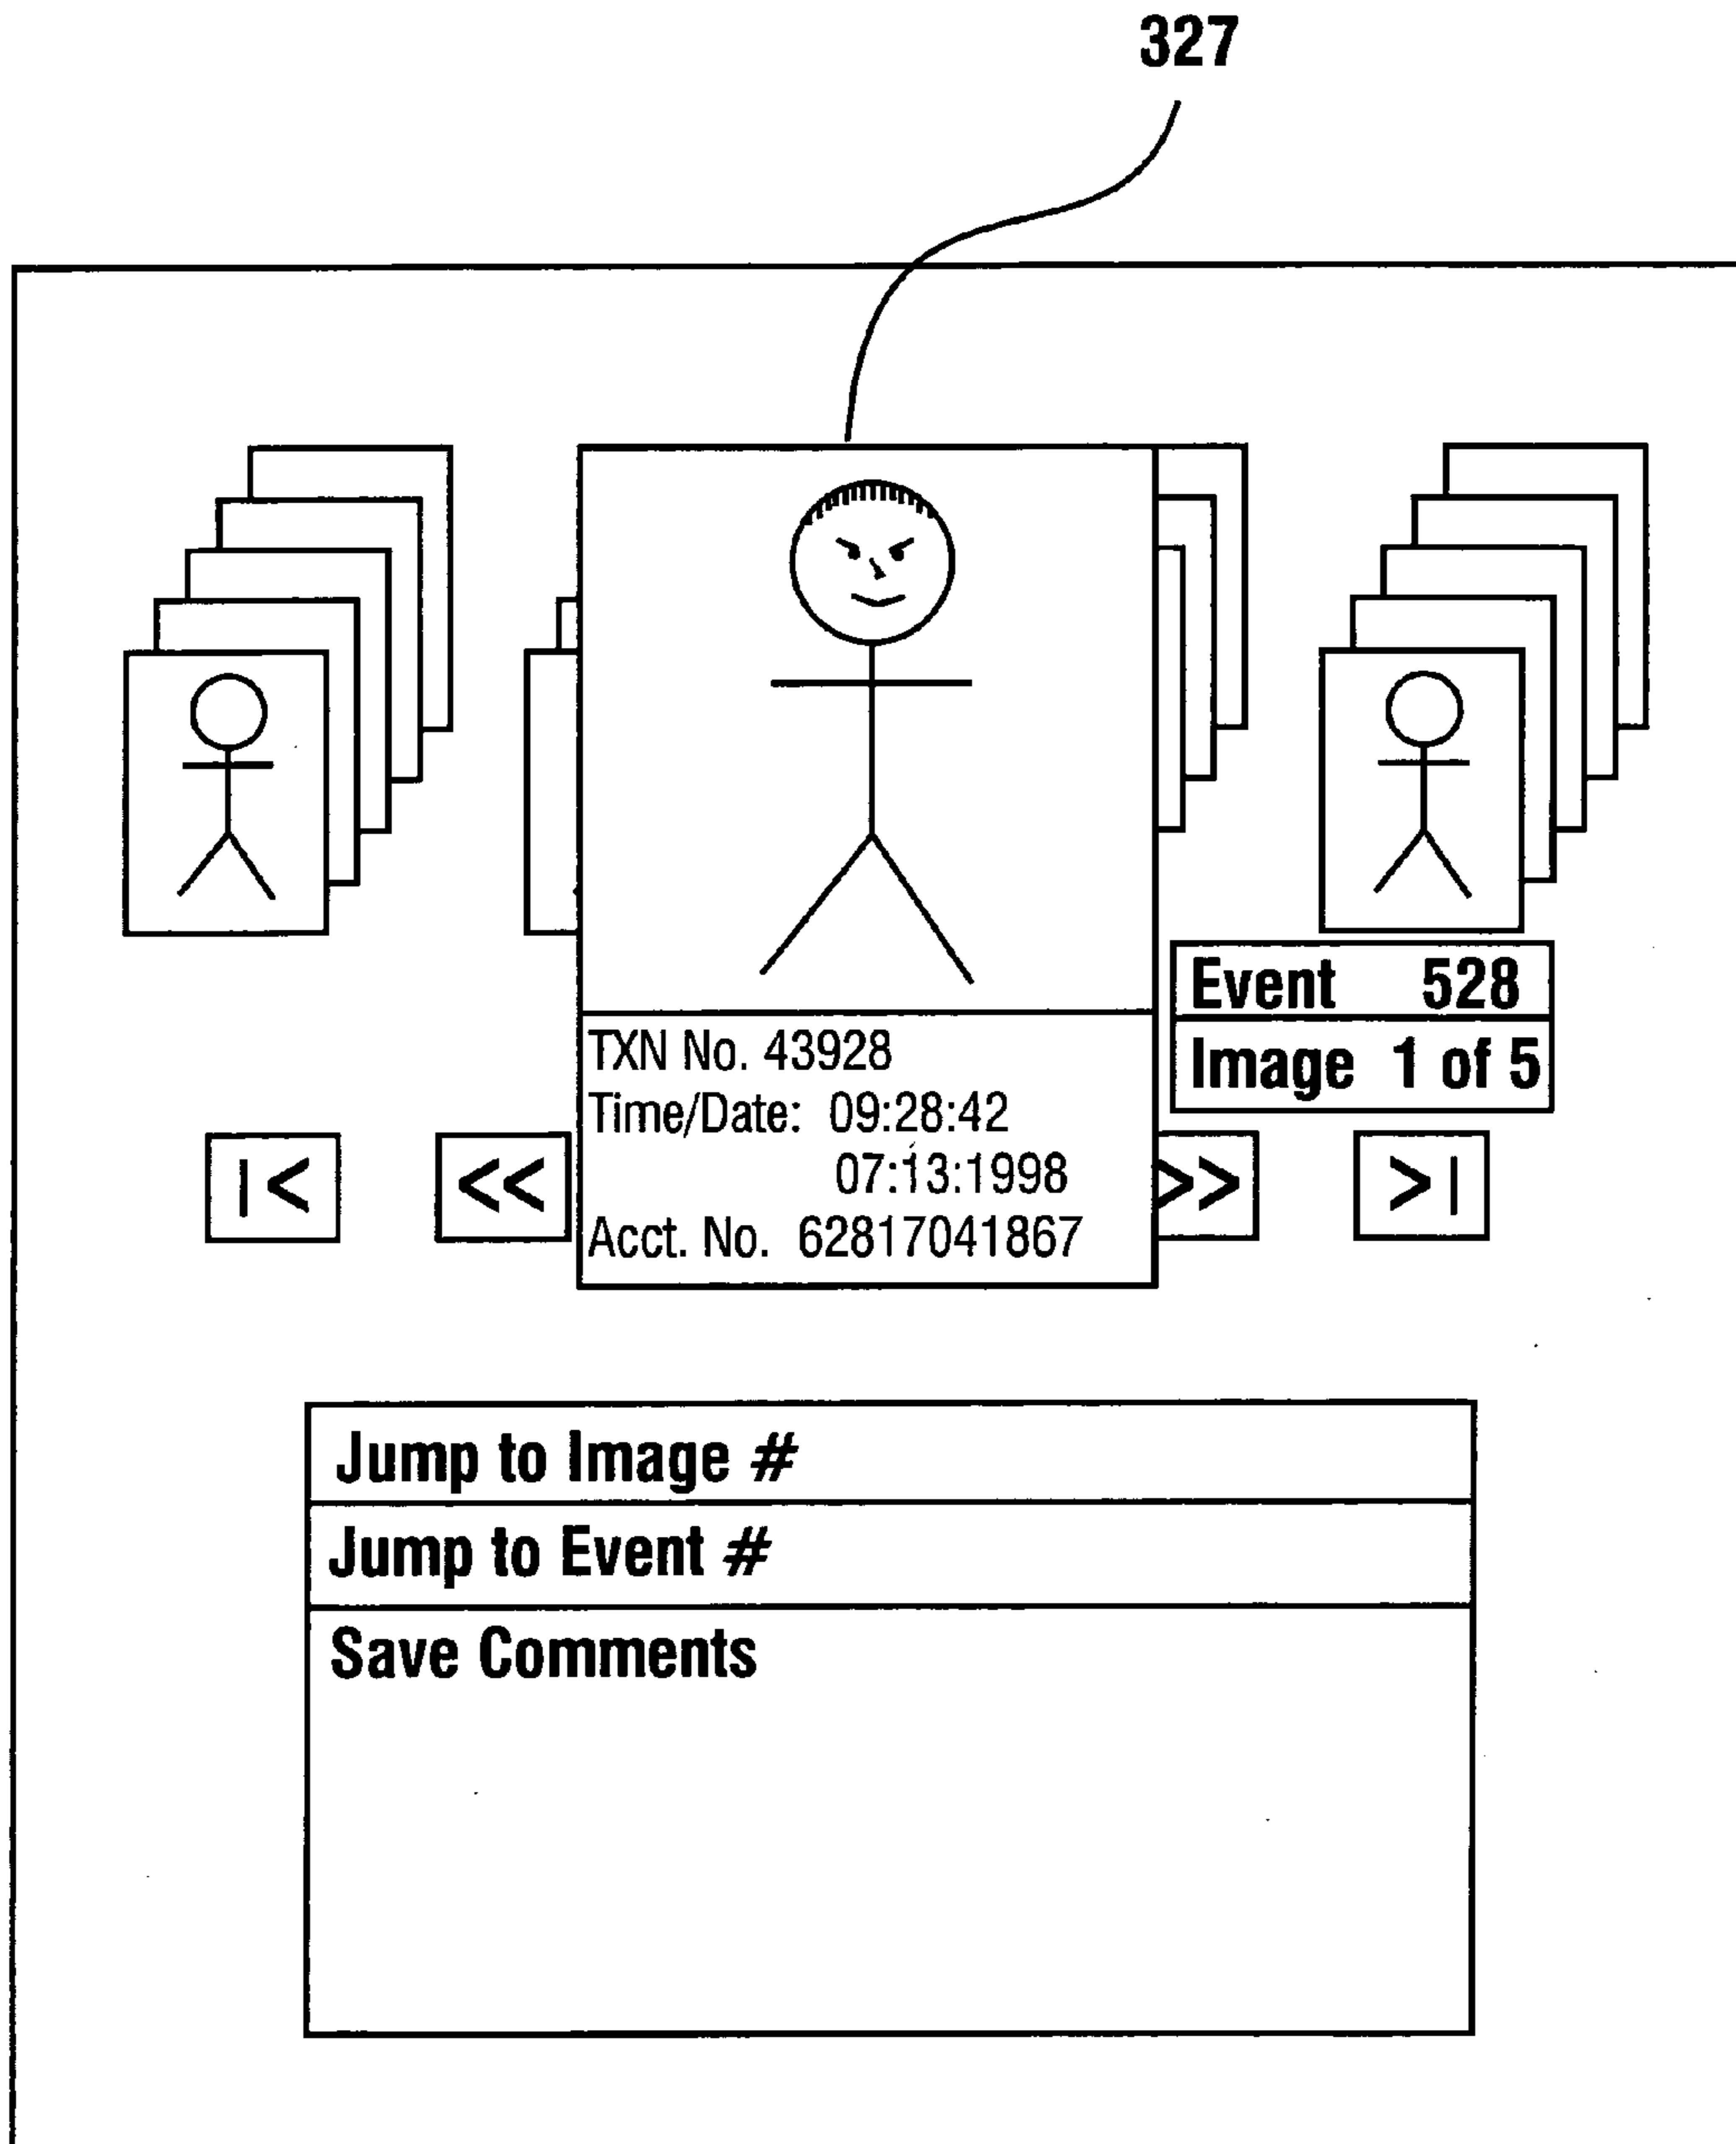 327
Event 528
Image 1 of 5
TXN No. 43928
Time/Date: 09:28:42
07:13:1998
Acct. No. 62817041867
|< << >> >|
Jump to Image #
Jump to Event #
Save Comments